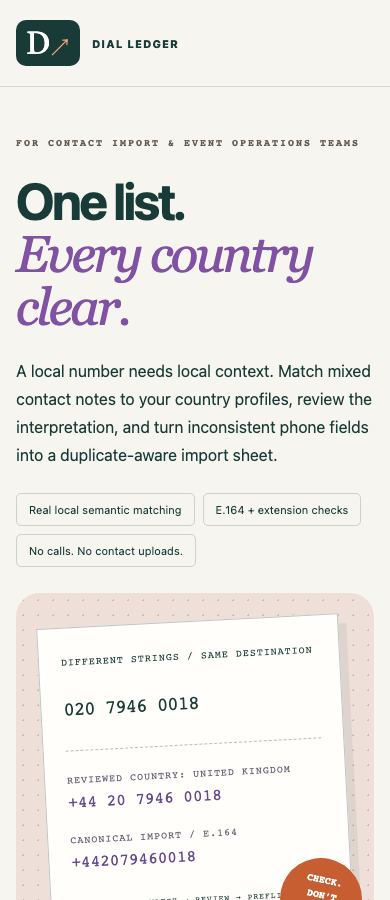 D↗ DIAL LEDGER
FOR CONTACT IMPORT & EVENT OPERATIONS TEAMS
One list.
Every country
clear.
A local number needs local context. Match mixed
contact notes to your country profiles, review the
interpretation, and turn inconsistent phone fields
into a duplicate-aware import sheet.
Real local semantic matching
E.164 + extension checks
No calls. No contact uploads.
DIFFERENT STRINGS / SAME DESTINATION
020 7946 0018
REVIEWED COUNTRY: UNITED KINGDOM
+44 20 7946 0018
CANONICAL IMPORT / E.164
+442079460018
→ REVIEW →
CHECK.
DON'T